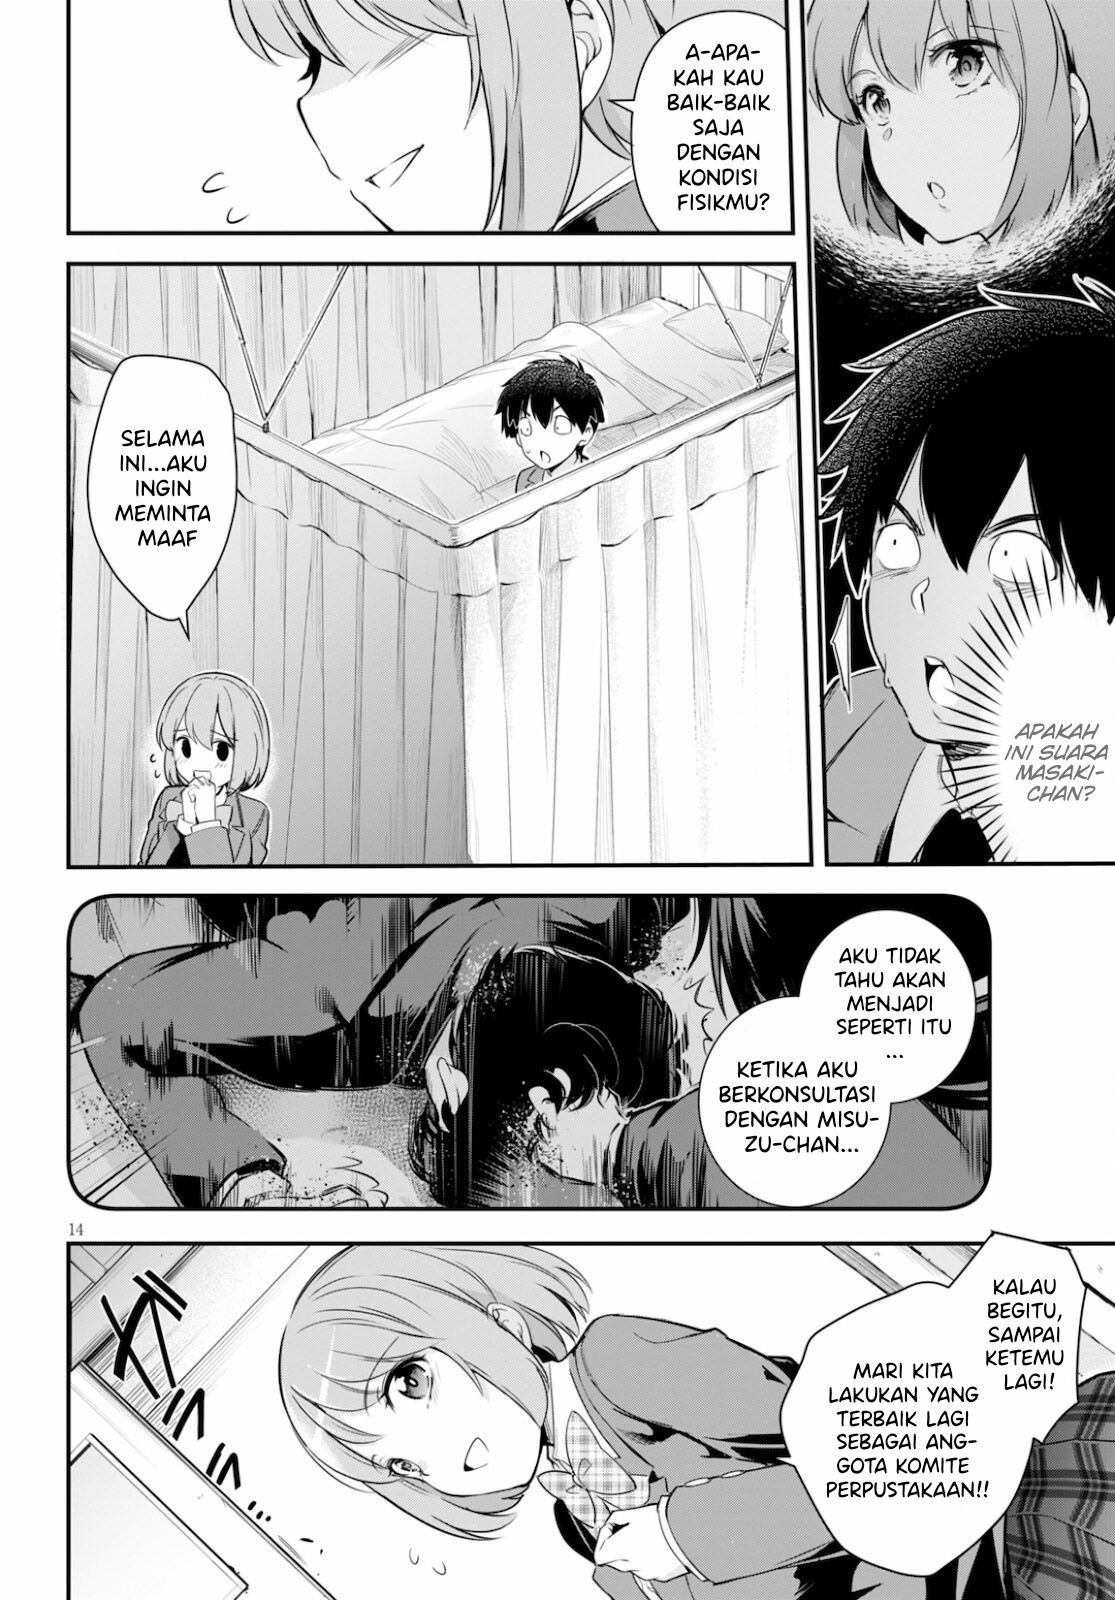 APAKAH
INI SUARA
MASAKI-
CHAN?
A-APA-
KAH KAU
BAIK-BAIK
SAJA
DENGAN
KONDISI
FISIKMU?
SELAMA
INI...AKU
INGIN
MEMINTA
MAAF
AKU TIDAK
TAHU AKAN
MENJADI
SEPERTI ITU
...
KETIKA AKU
BERKONSULTASI
DENGAN MISU-
ZU-CHAN...
14
KALAU
BEGITU,
SAMPAI
KETEMU
LAGI!
MARI KITA
LAKUKAN YANG
TERBAIK LAGI
SEBAGAI ANG-
GOTA KOMITE
PERPUSTAKAAN!!